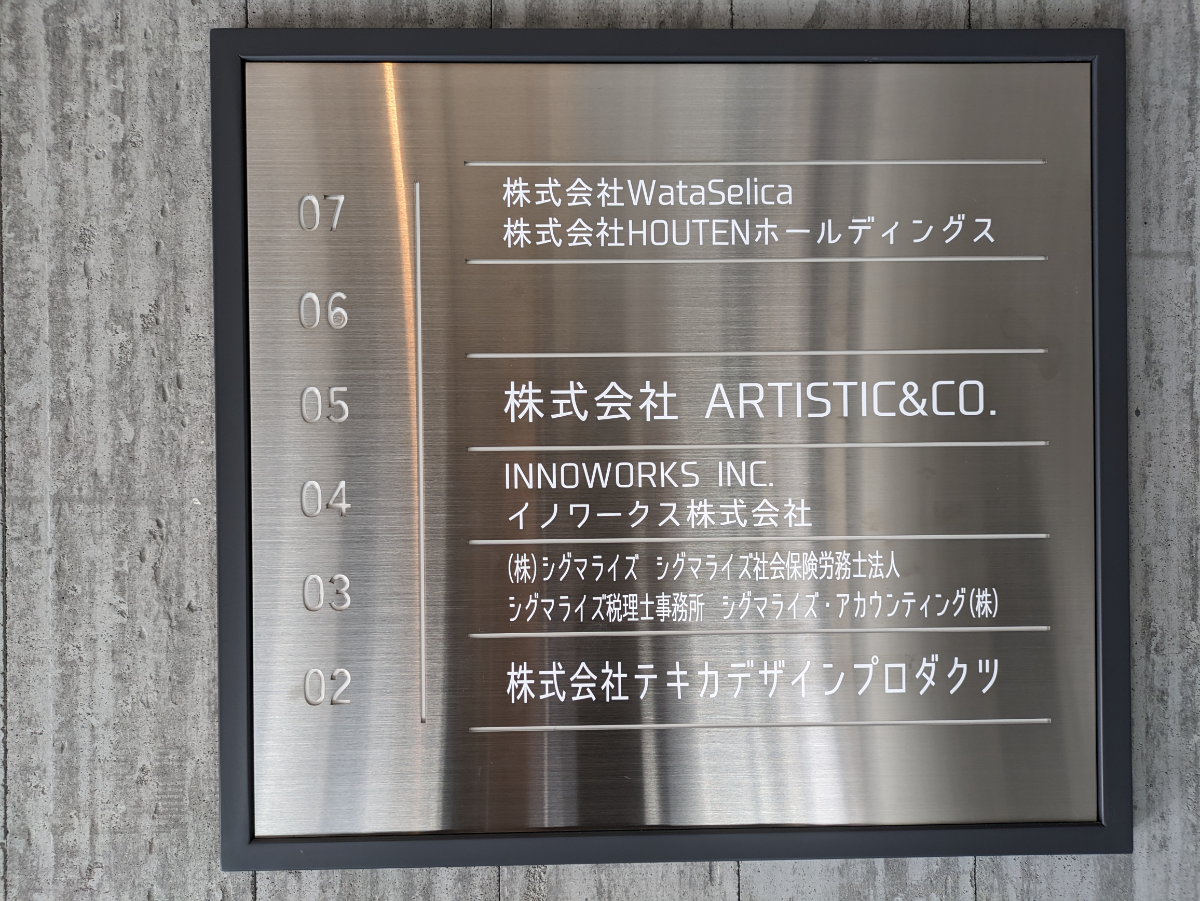 07
株式会社WataSelica
株式会社HOUTENホールディングス
06
05
株式会社 ARTISTIC&CO.
04
INNOWORKS INC.
イノワークス株式会社
03
(株)シグマライズ シグマライズ社会保険労務士法人
シグマライズ税理士事務所 シグマライズ・アカウンティング(株)
02
株式会社テキカデザインプロダクツ